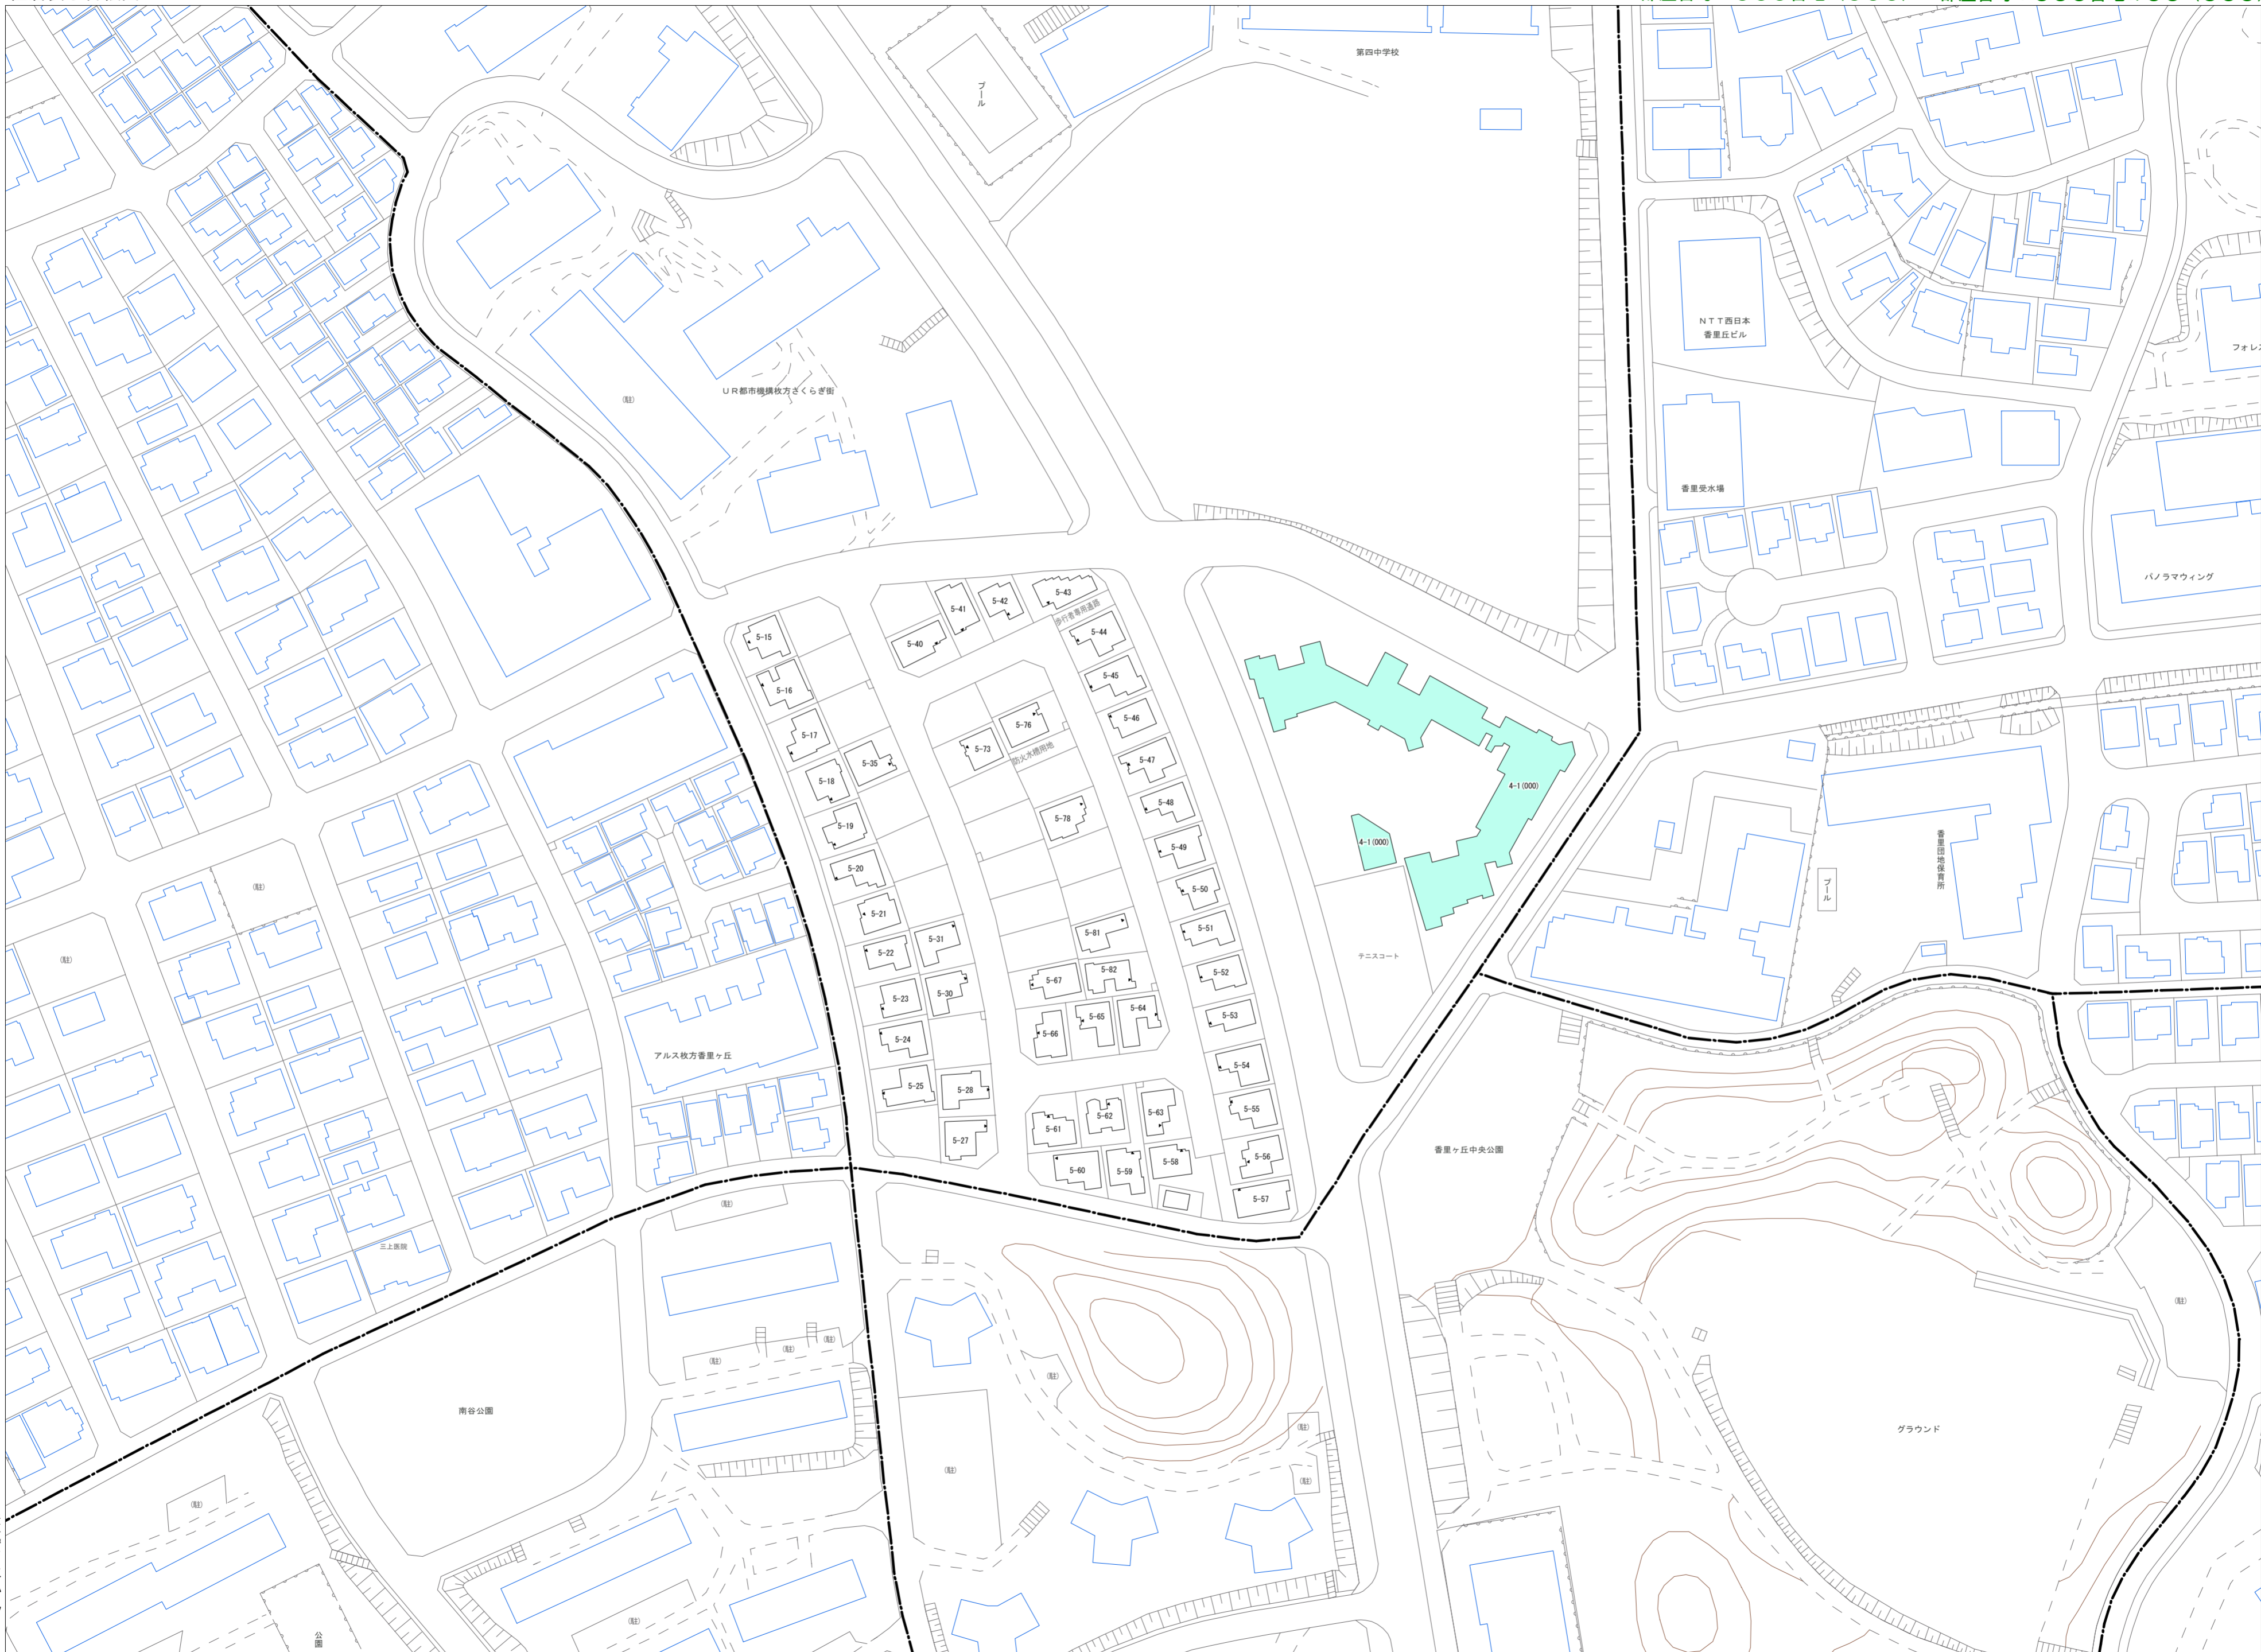 第四中学校
プール
NTT西日本
香里丘ビル
UR都市機構枚方さくらぎ街
(駐)
香里受水場
パノラマウィング
5-15
5-16
5-17
5-18
5-19
5-20
5-21
5-22
5-23
5-24
5-25
5-27
5-28
5-30
5-31
5-35
5-40
5-41
5-42
5-43
歩行者専用通路
5-44
5-45
5-46
5-47
5-48
5-49
5-50
5-51
5-52
5-53
5-54
5-55
5-56
5-57
5-58
5-59
5-60
5-61
5-62
5-63
5-64
5-65
5-66
5-67
5-73
5-76
防火水槽用地
5-78
5-81
5-82
4-1(000)
4-1(000)
テニスコート
香里団地保育所
プール
(駐)
(駐)
アルス枚方香里ヶ丘
香里ヶ丘中央公園
三上医院
(駐)
(駐)
(駐)
(駐)
(駐)
(駐)
南谷公園
グラウンド
(駐)
(駐)
(駐)
(駐)
(駐)
公園